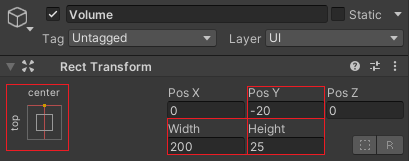 Volume Static
Tag Untagged Layer UI
Rect Transform
center
top
Pos X Pos Y Pos Z
0 -20 0
Width Height
200 25
R